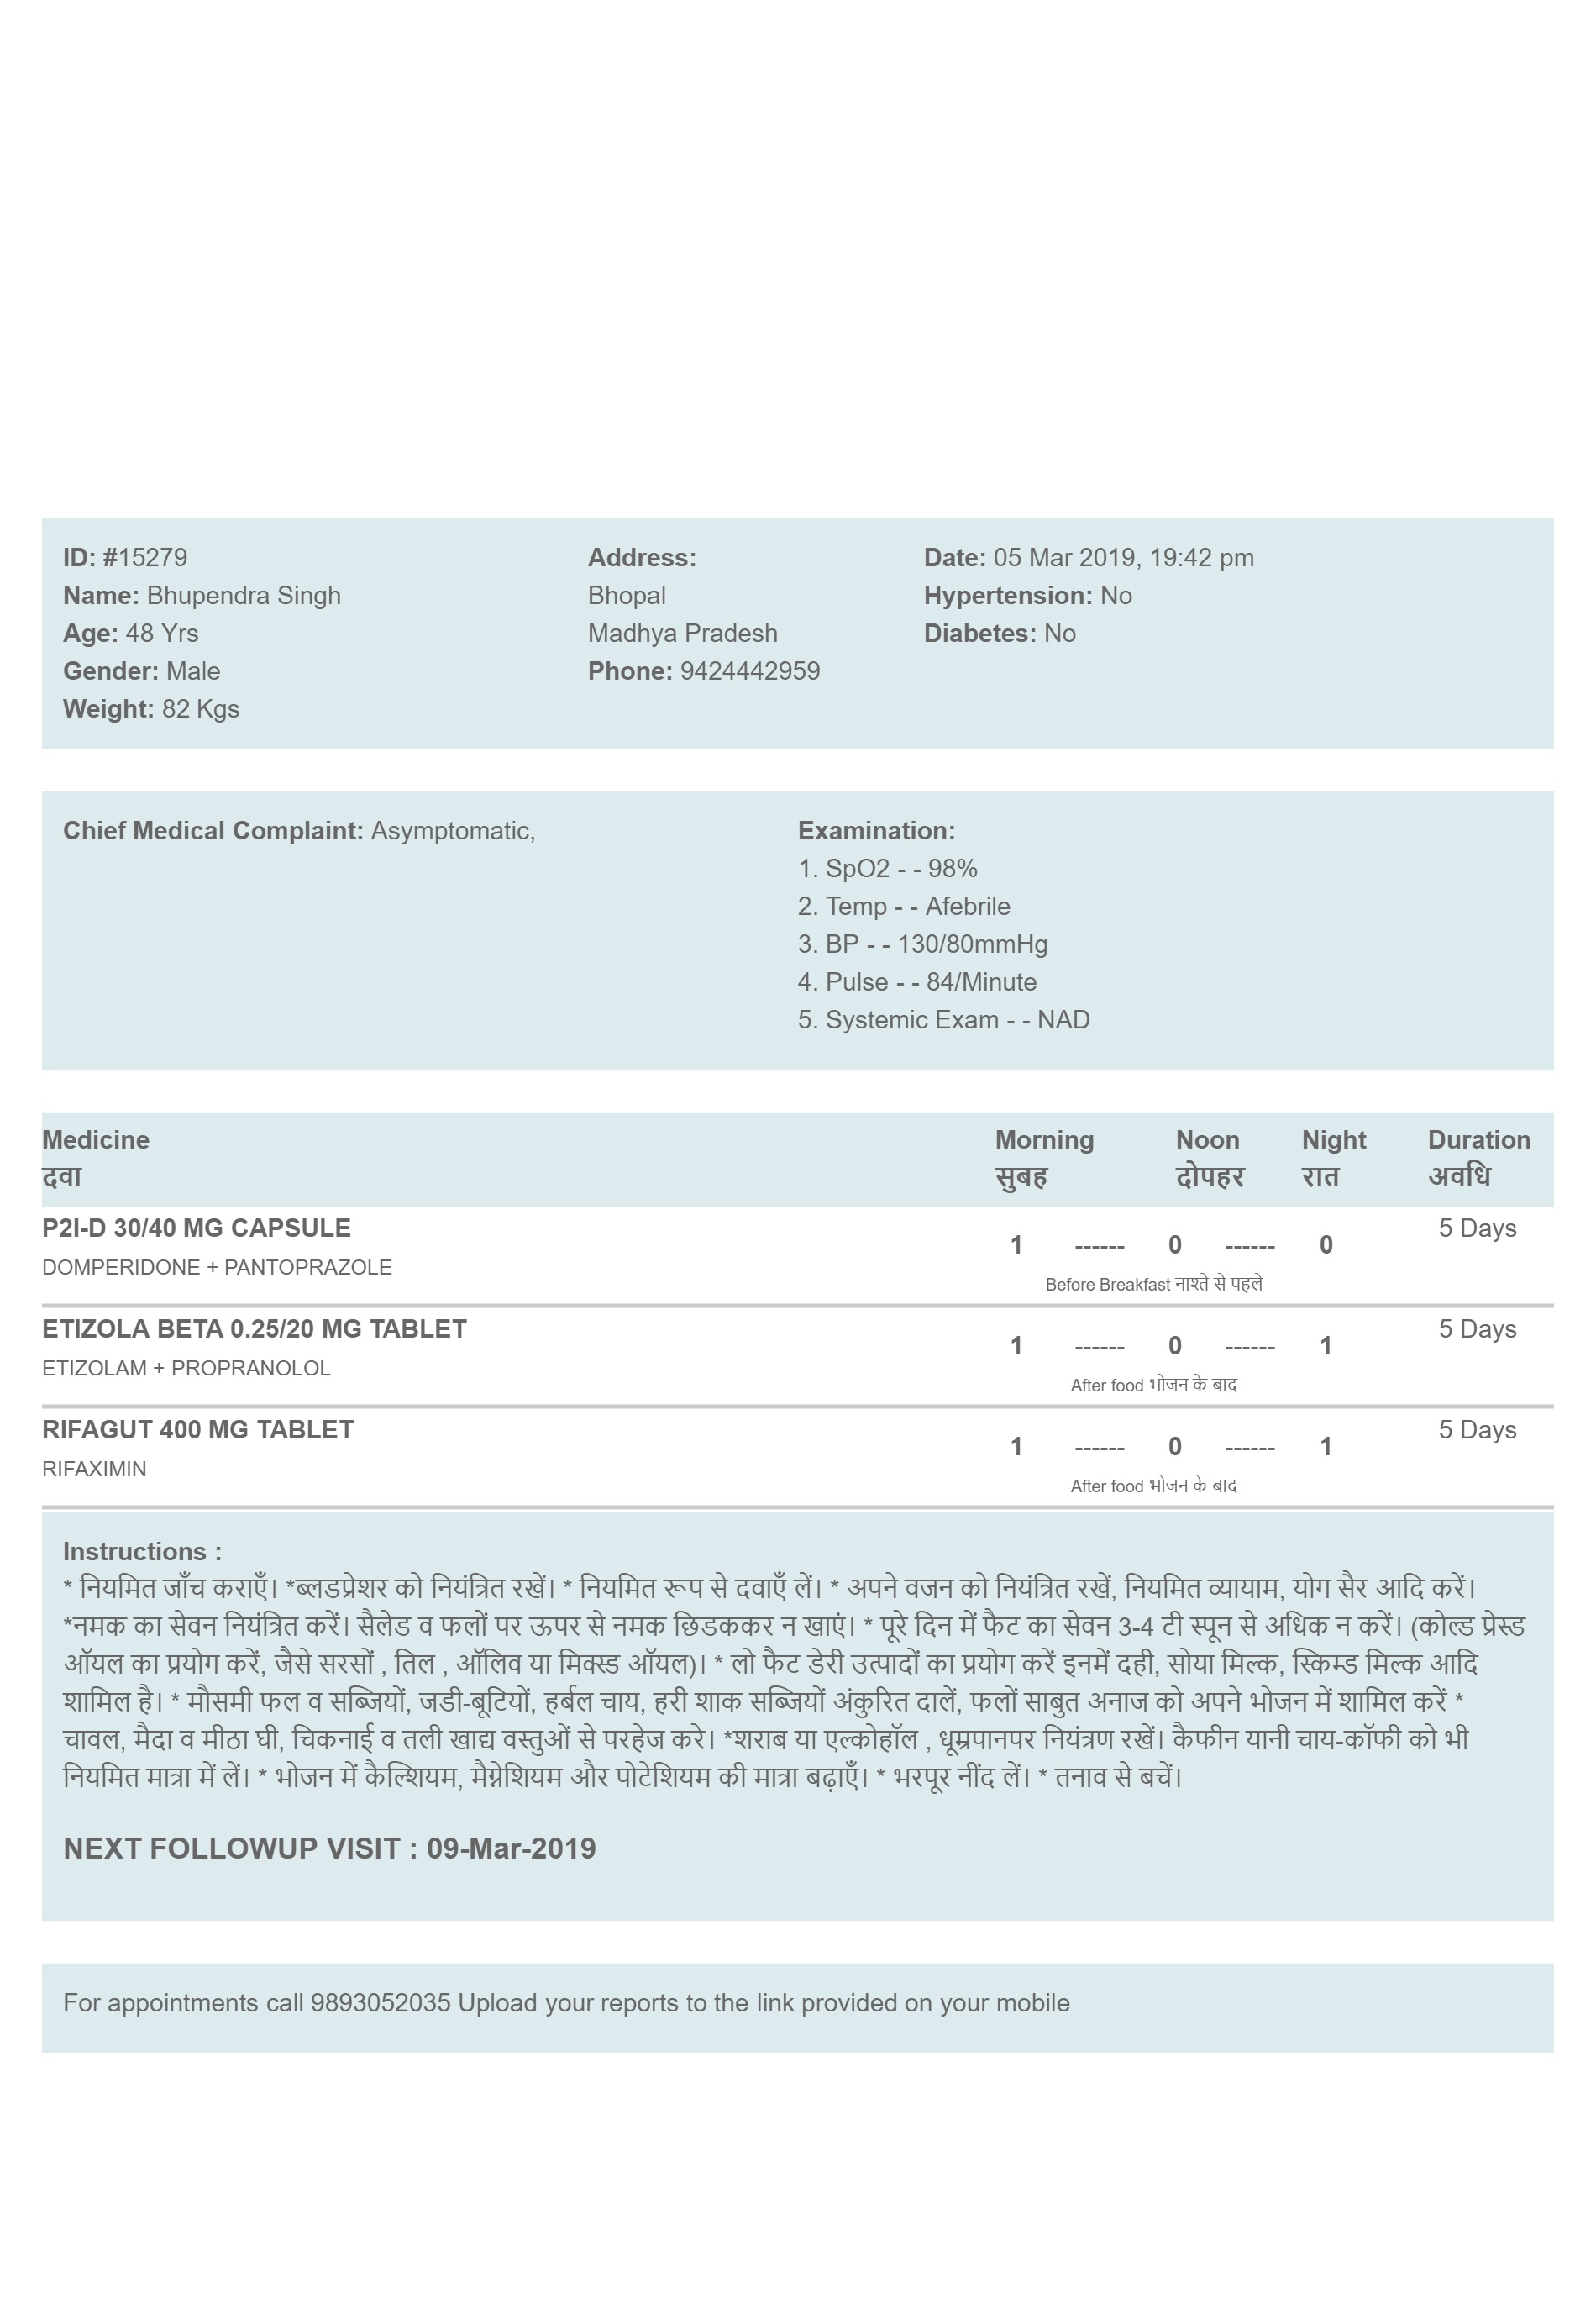 ID: #15279
Name: Bhupendra Singh
Age: 48 Yrs
Gender: Male
Weight: 82 Kgs
Address:
Bhopal
Madhya Pradesh
Phone: 9424442959
Date: 05 Mar 2019, 19:42 pm
Hypertension: No
Diabetes: No
Chief Medical Complaint: Asymptomatic,
Examination:
1. SpO2 - - 98%
2. Temp - - Afebrile
3. BP - - 130/80mmHg
4. Pulse - - 84/Minute
5. Systemic Exam - - NAD
Medicine Morning Noon Night Duration
दवा सुबह दोपहर रात अवधि
P2I-D 30/40 MG CAPSULE 5 Days
1 ------ 0 ------ 0
DOMPERIDONE + PANTOPRAZOLE
Before Breakfast नाश्ते से पहले
ETIZOLA BETA 0.25/20 MG TABLET 5 Days
1 ------ 0 ------ 1
ETIZOLAM + PROPRANOLOL
After food भोजन के बाद
RIFAGUT 400 MG TABLET 5 Days
1 ------ 0 ------ 1
RIFAXIMIN
After food भोजन के बाद
Instructions :
* नियमित जाँच कराएँ। *ब्लडप्रेशर को नियंत्रित रखें। * नियमित रूप से दवाएँ लें। * अपने वजन को नियंत्रित रखें, नियमित व्यायाम, योग सैर आदि करें।
*नमक का सेवन नियंत्रित करें। सैलेड व फलों पर ऊपर से नमक छिडककर न खाएं। * पूरे दिन में फैट का सेवन 3-4 टी स्पून से अधिक न करें। (कोल्ड प्रेस्ड
ऑयल का प्रयोग करें, जैसे सरसों , तिल , ऑलिव या मिक्स्ड ऑयल)। * लो फैट डेरी उत्पादों का प्रयोग करें इनमें दही, सोया मिल्क, स्किम्ड मिल्क आदि
शामिल है। * मौसमी फल व सब्जियों, जडी-बूटियों, हर्बल चाय, हरी शाक सब्जियों अंकुरित दालें, फलों साबुत अनाज को अपने भोजन में शामिल करें *
चावल, मैदा व मीठा घी, चिकनाई व तली खाद्य वस्तुओं से परहेज करे। *शराब या एल्कोहॉल , धूम्रपानपर नियंत्रण रखें। कैफीन यानी चाय-कॉफी को भी
नियमित मात्रा में लें। * भोजन में कैल्शियम, मैग्नेशियम और पोटेशियम की मात्रा बढ़ाएँ। * भरपूर नींद लें। * तनाव से बचें।
NEXT FOLLOWUP VISIT : 09-Mar-2019
For appointments call 9893052035 Upload your reports to the link provided on your mobile